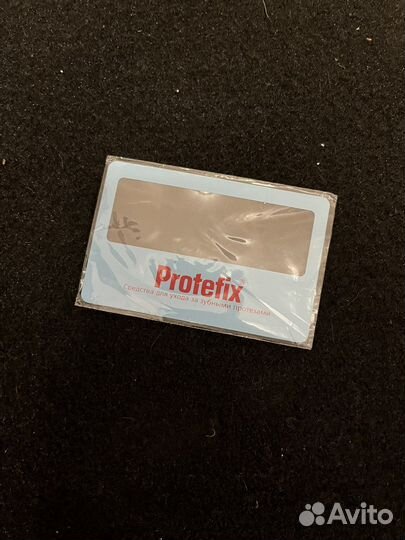 Protefix
Средства для ухода за зубными протезами
Avito